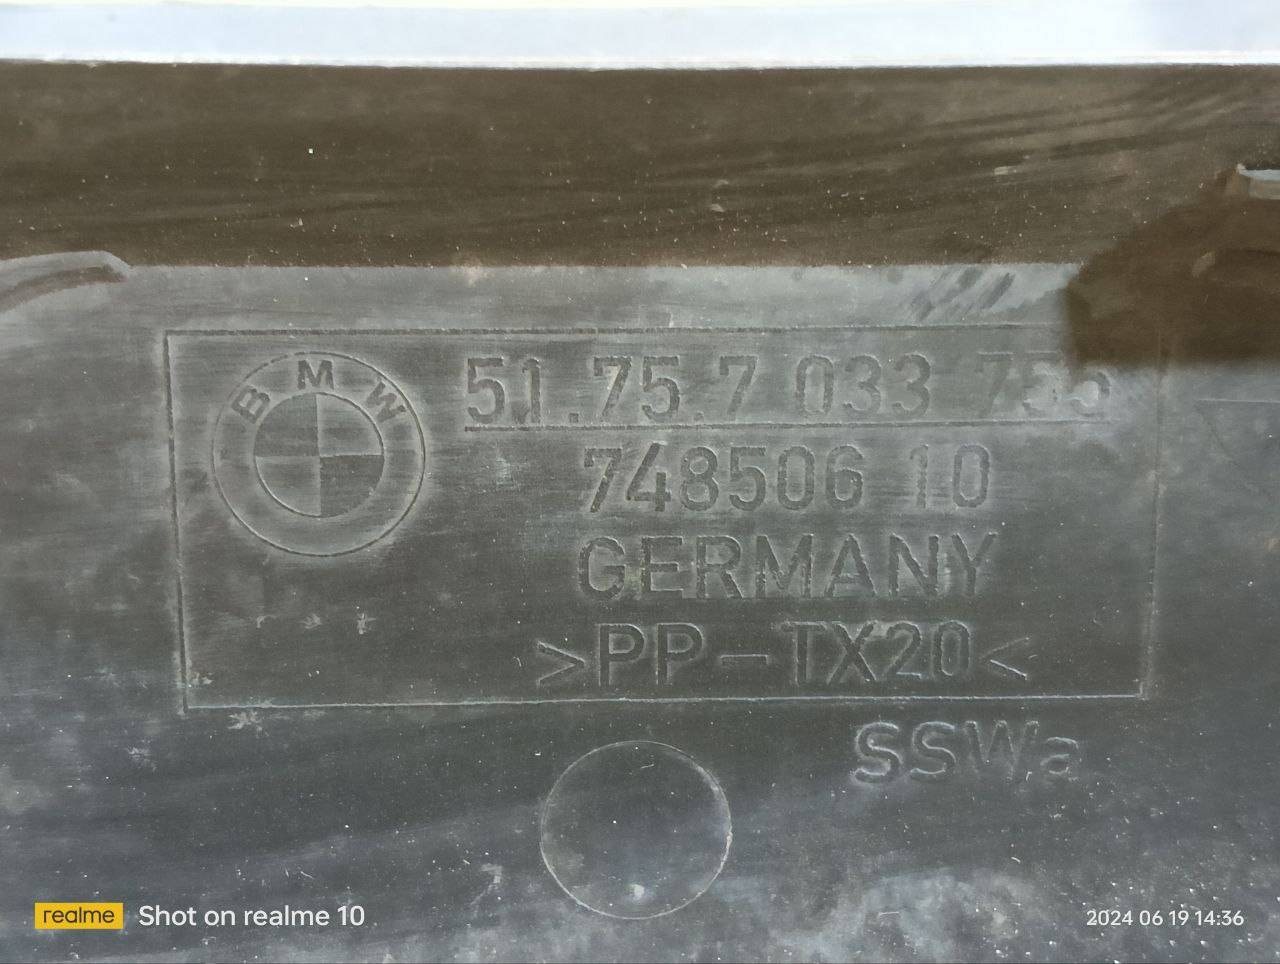 BMW
51.75.7 033 755
748506 10
GERMANY
>PP-TX20<
SSWa
realme Shot on realme 10
2024 06 19 14:36